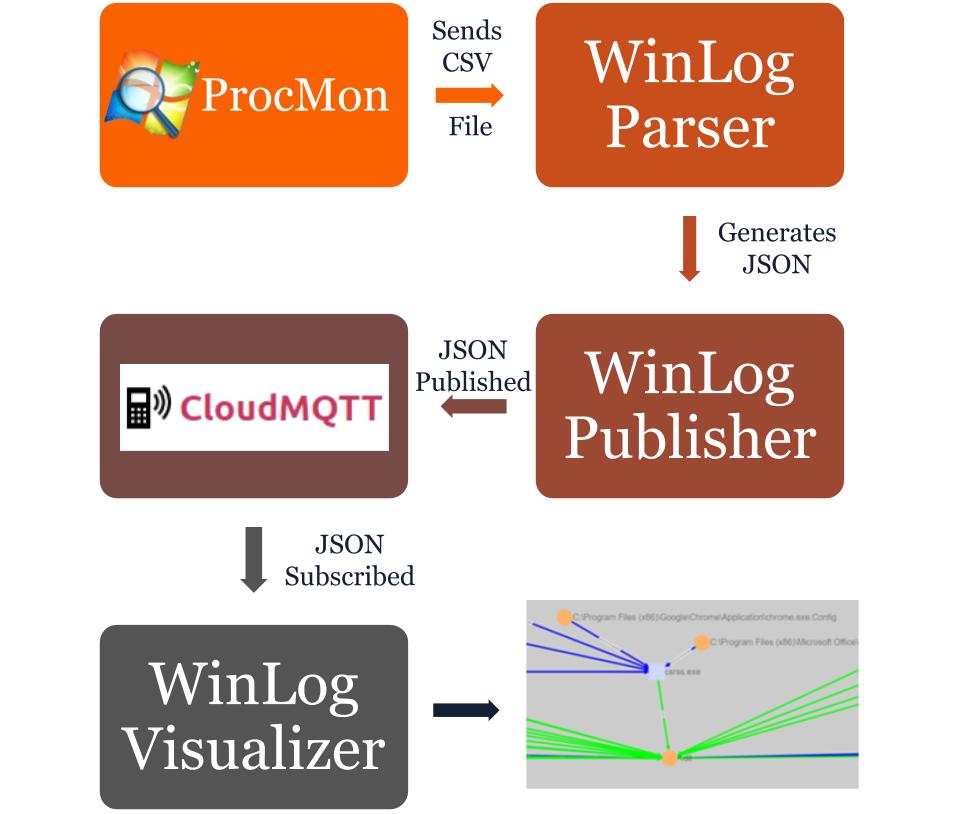 ProcMon
Sends
CSV
File
WinLog
Parser
Generates
JSON
CloudMQTT
JSON
Published
WinLog
Publisher
JSON
Subscribed
WinLog
Visualizer
C:\Program Files (x86)\Google\Chrome\Application\chrome.exe.Config
C:\Program Files (x86)\Microsoft Office\
csrss.exe